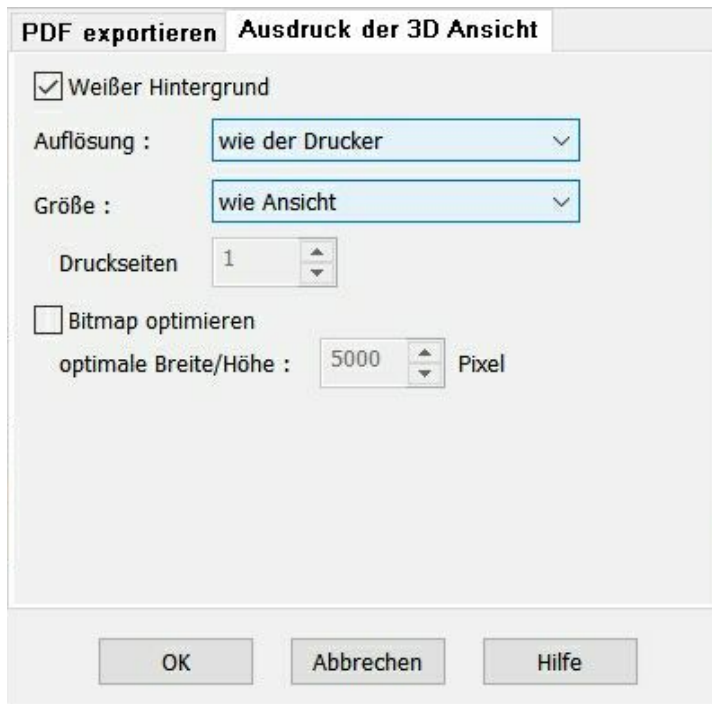 PDF exportieren Ausdruck der 3D Ansicht
Weißer Hintergrund
Auflösung : wie der Drucker
Größe : wie Ansicht
Druckseiten 1
Bitmap optimieren
optimale Breite/Höhe : 5000 Pixel
OK Abbrechen Hilfe